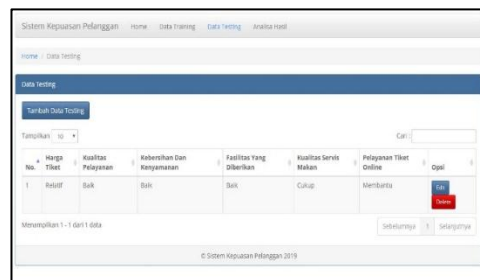 Sistem Kepuasan Pelanggan Home Data Training Data Testing Analisa Hasil
Home / Data Testing
Data Testing
Tambah Data Testing
Tampilkan 10 Cari :
No. Harga Tiket Kualitas Pelayanan Kebersihan Dan Kenyamanan Fasilitas Yang Diberikan Kualitas Servis Makan Pelayanan Tiket Online Opsi
1 Relatif Baik Baik Baik Cukup Membantu Edit
Delete
Menampilkan 1 - 1 dari 1 data Sebelumnya 1 Selanjutnya
© Sistem Kepuasan Pelanggan 2019